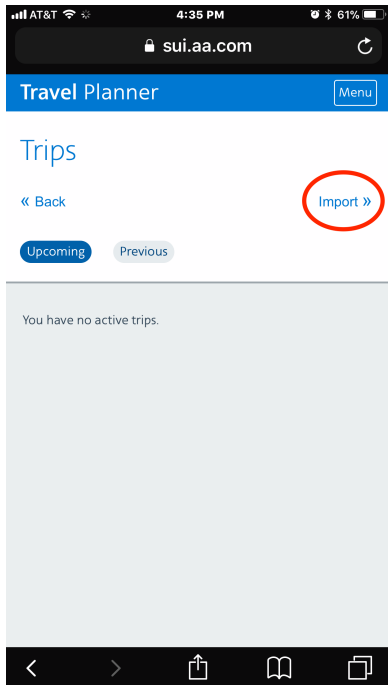 AT&T 4:35 PM 61%
sui.aa.com
Travel Planner Menu
Trips
« Back Import »
Upcoming Previous
You have no active trips.